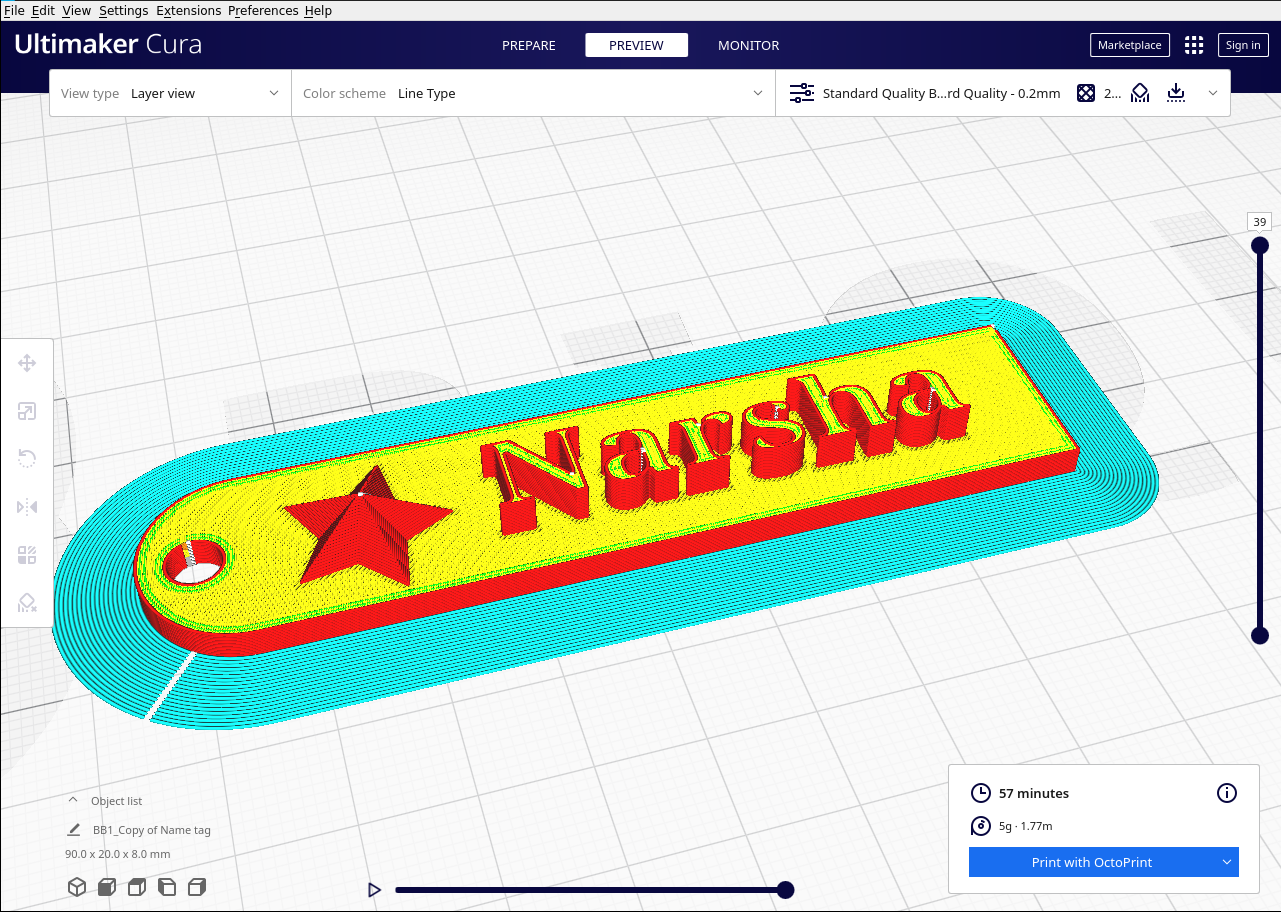 File Edit View Settings Extensions Preferences Help
Ultimaker Cura PREPARE PREVIEW MONITOR Marketplace Sign in
View type Layer view Color scheme Line Type Standard Quality B...rd Quality - 0.2mm 2...
39
Narsha
57 minutes
5g · 1.77m
Print with OctoPrint
Object list
BB1_Copy of Name tag
90.0 x 20.0 x 8.0 mm